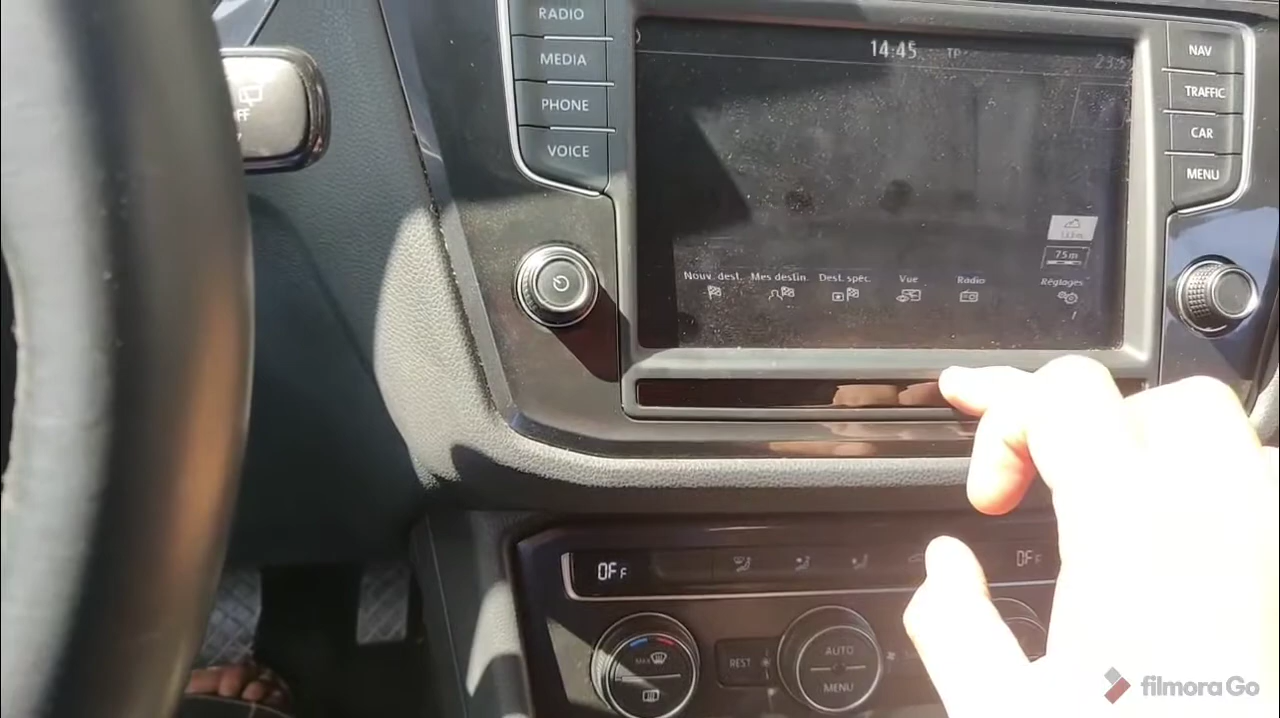 RADIO
MEDIA
PHONE
VOICE
14:45 TP
NAV
TRAFFIC
CAR
MENU
75 m
Nouv. dest. Mes destin. Dest. spéc. Vue Radio Réglages
OFF
OFF
MAX
REST
AUTO
MENU
filmoraGo